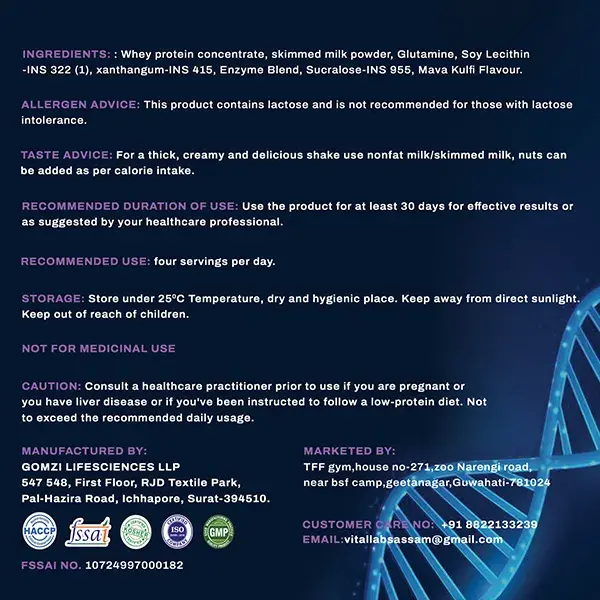 INGREDIENTS: : Whey protein concentrate, skimmed milk powder, Glutamine, Soy Lecithin
-INS 322 (1), xanthangum-INS 415, Enzyme Blend, Sucralose-INS 955, Mava Kulfi Flavour.
ALLERGEN ADVICE: This product contains lactose and is not recommended for those with lactose
intolerance.
TASTE ADVICE: For a thick, creamy and delicious shake use nonfat milk/skimmed milk, nuts can
be added as per calorie intake.
RECOMMENDED DURATION OF USE: Use the product for at least 30 days for effective results or
as suggested by your healthcare professional.
RECOMMENDED USE: four servings per day.
STORAGE: Store under 25°C Temperature, dry and hygienic place. Keep away from direct sunlight.
Keep out of reach of children.
NOT FOR MEDICINAL USE
CAUTION: Consult a healthcare practitioner prior to use if you are pregnant or
you have liver disease or if you've been instructed to follow a low-protein diet. Not
to exceed the recommended daily usage.
MANUFACTURED BY:
GOMZI LIFESCIENCES LLP
547 548, First Floor, RJD Textile Park,
Pal-Hazira Road, Ichhapore, Surat-394510.
HACCP
fssai
ISO
GMP
FSSAI NO. 10724997000182
MARKETED BY:
TFF gym,house no-271,zoo Narengi road,
near bsf camp,geetanagar,Guwahati-781024
CUSTOMER CARE NO: +91 8822133239
EMAIL:vitallabsassam@gmail.com